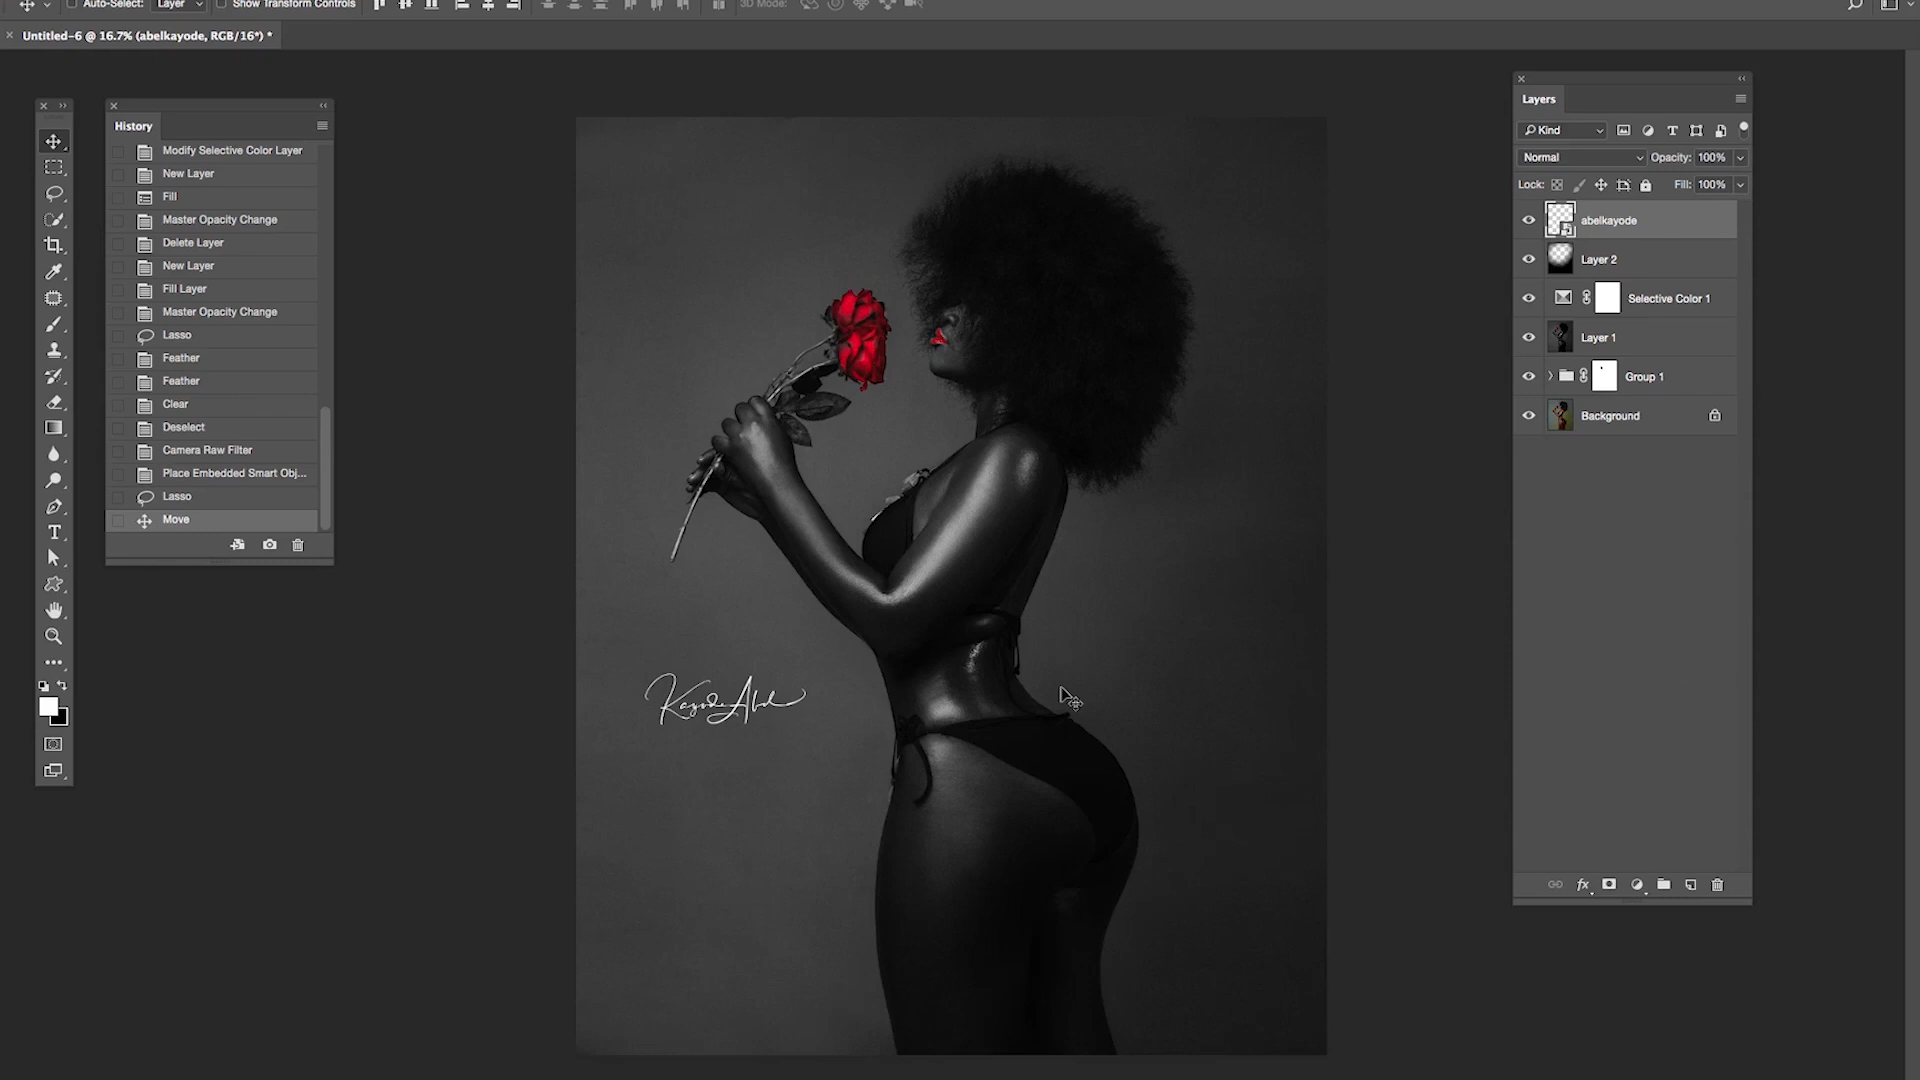 Auto-Select: Layer Show Transform Controls 3D Mode:
Untitled-6 @ 16.7% (abelkayode, RGB/16*) *
History
Modify Selective Color Layer
New Layer
Fill
Master Opacity Change
Delete Layer
New Layer
Fill Layer
Master Opacity Change
Lasso
Feather
Feather
Clear
Deselect
Camera Raw Filter
Place Embedded Smart Obj...
Lasso
Move
Kayode Abel
Layers
Kind
Normal Opacity: 100%
Lock: Fill: 100%
abelkayode
Layer 2
Selective Color 1
Layer 1
Group 1
Background